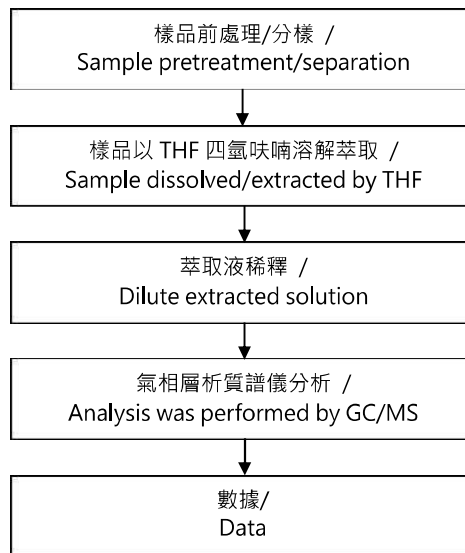 樣品前處理/分樣 /
Sample pretreatment/separation
樣品以 THF 四氫呋喃溶解萃取 /
Sample dissolved/extracted by THF
萃取液稀釋 /
Dilute extracted solution
氣相層析質譜儀分析 /
Analysis was performed by GC/MS
數據/
Data